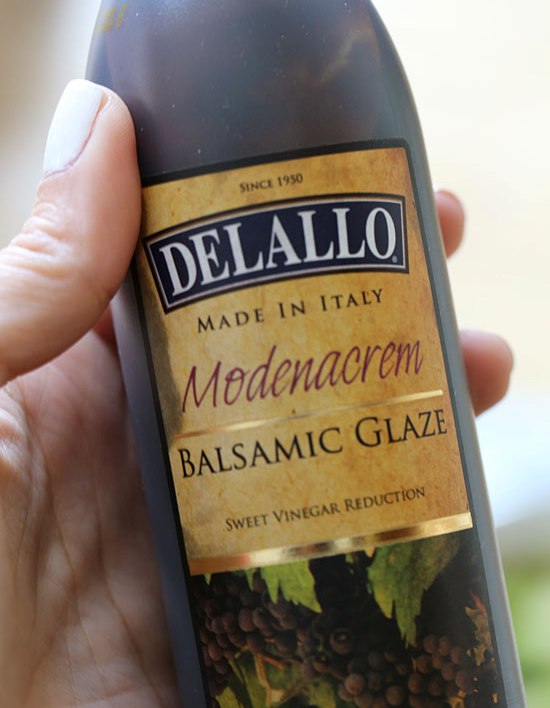 SINCE 1950
DELALLO®
MADE IN ITALY
Modenacrem
BALSAMIC GLAZE
SWEET VINEGAR REDUCTION